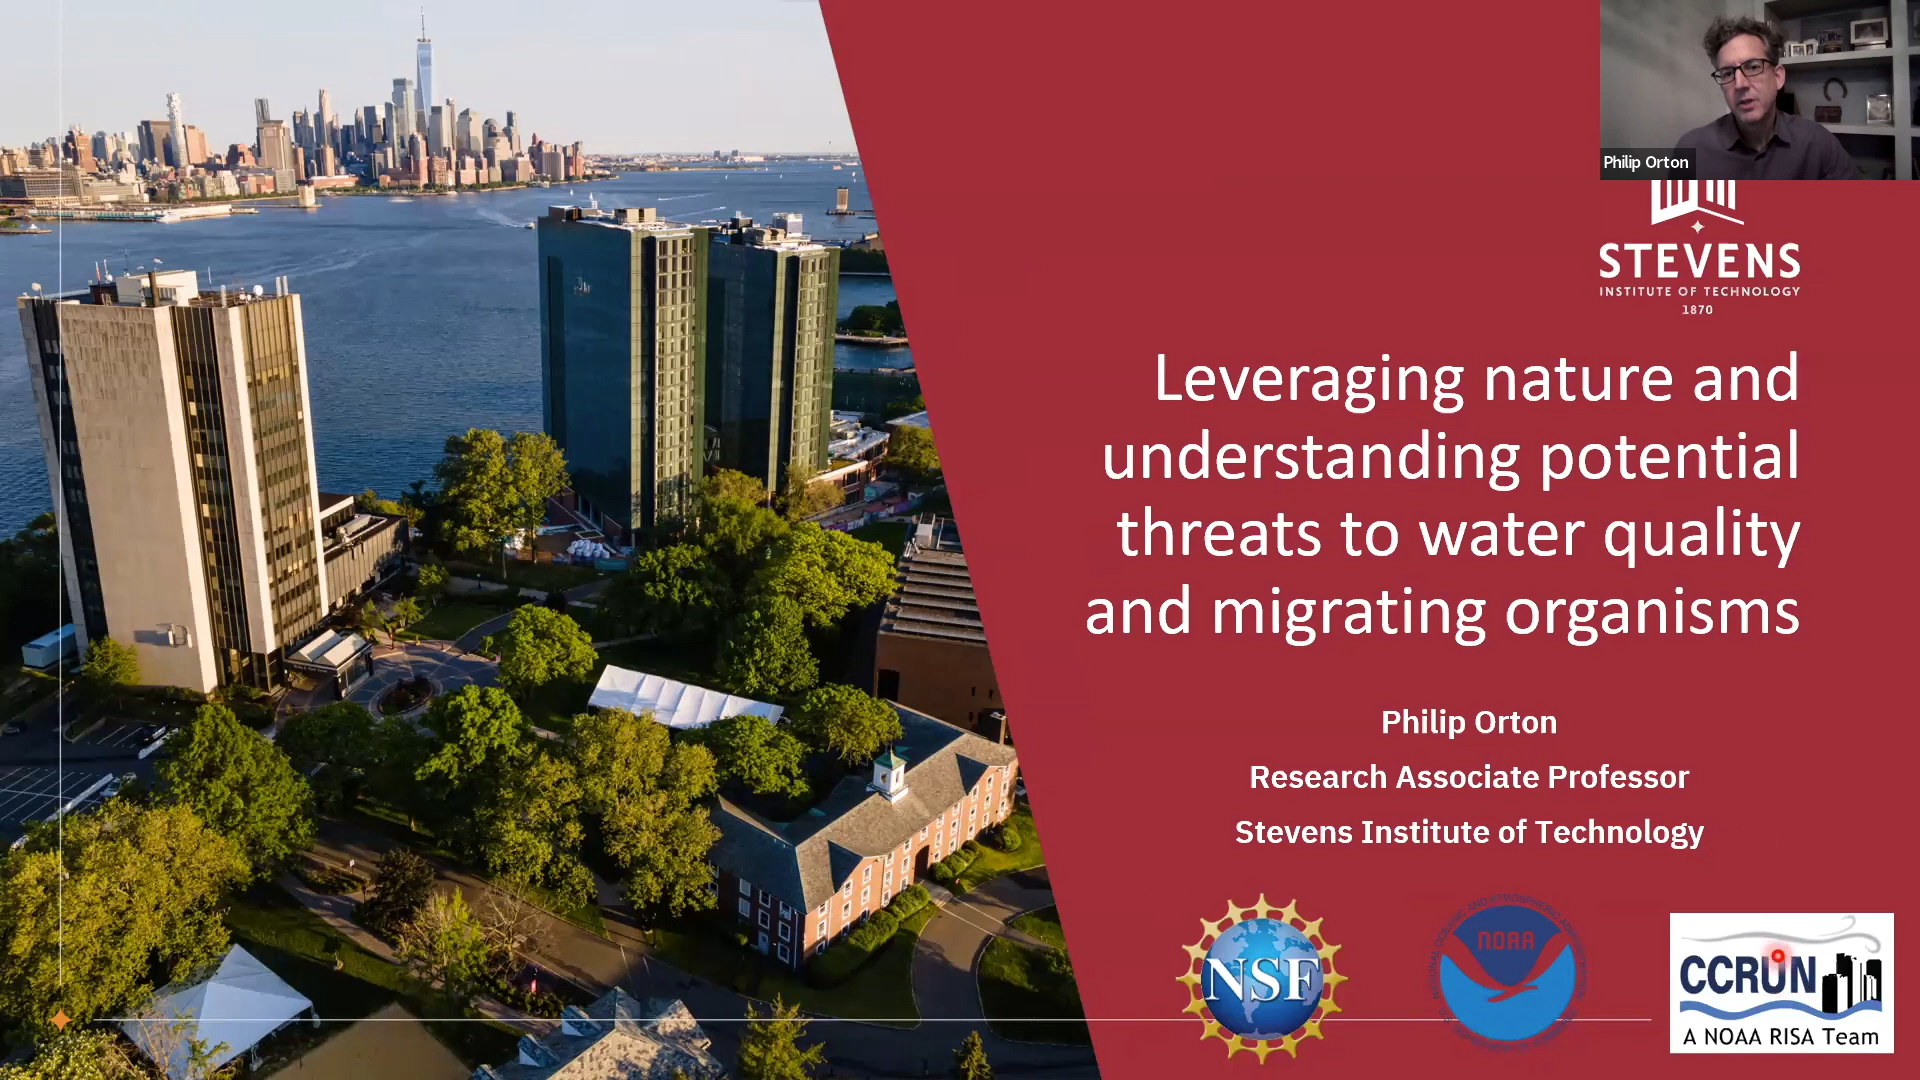 Philip Orton
STEVENS
INSTITUTE OF TECHNOLOGY
1870
Leveraging nature and
understanding potential
threats to water quality
and migrating organisms
Philip Orton
Research Associate Professor
Stevens Institute of Technology
NSF
NOAA
CCRUN
A NOAA RISA Team